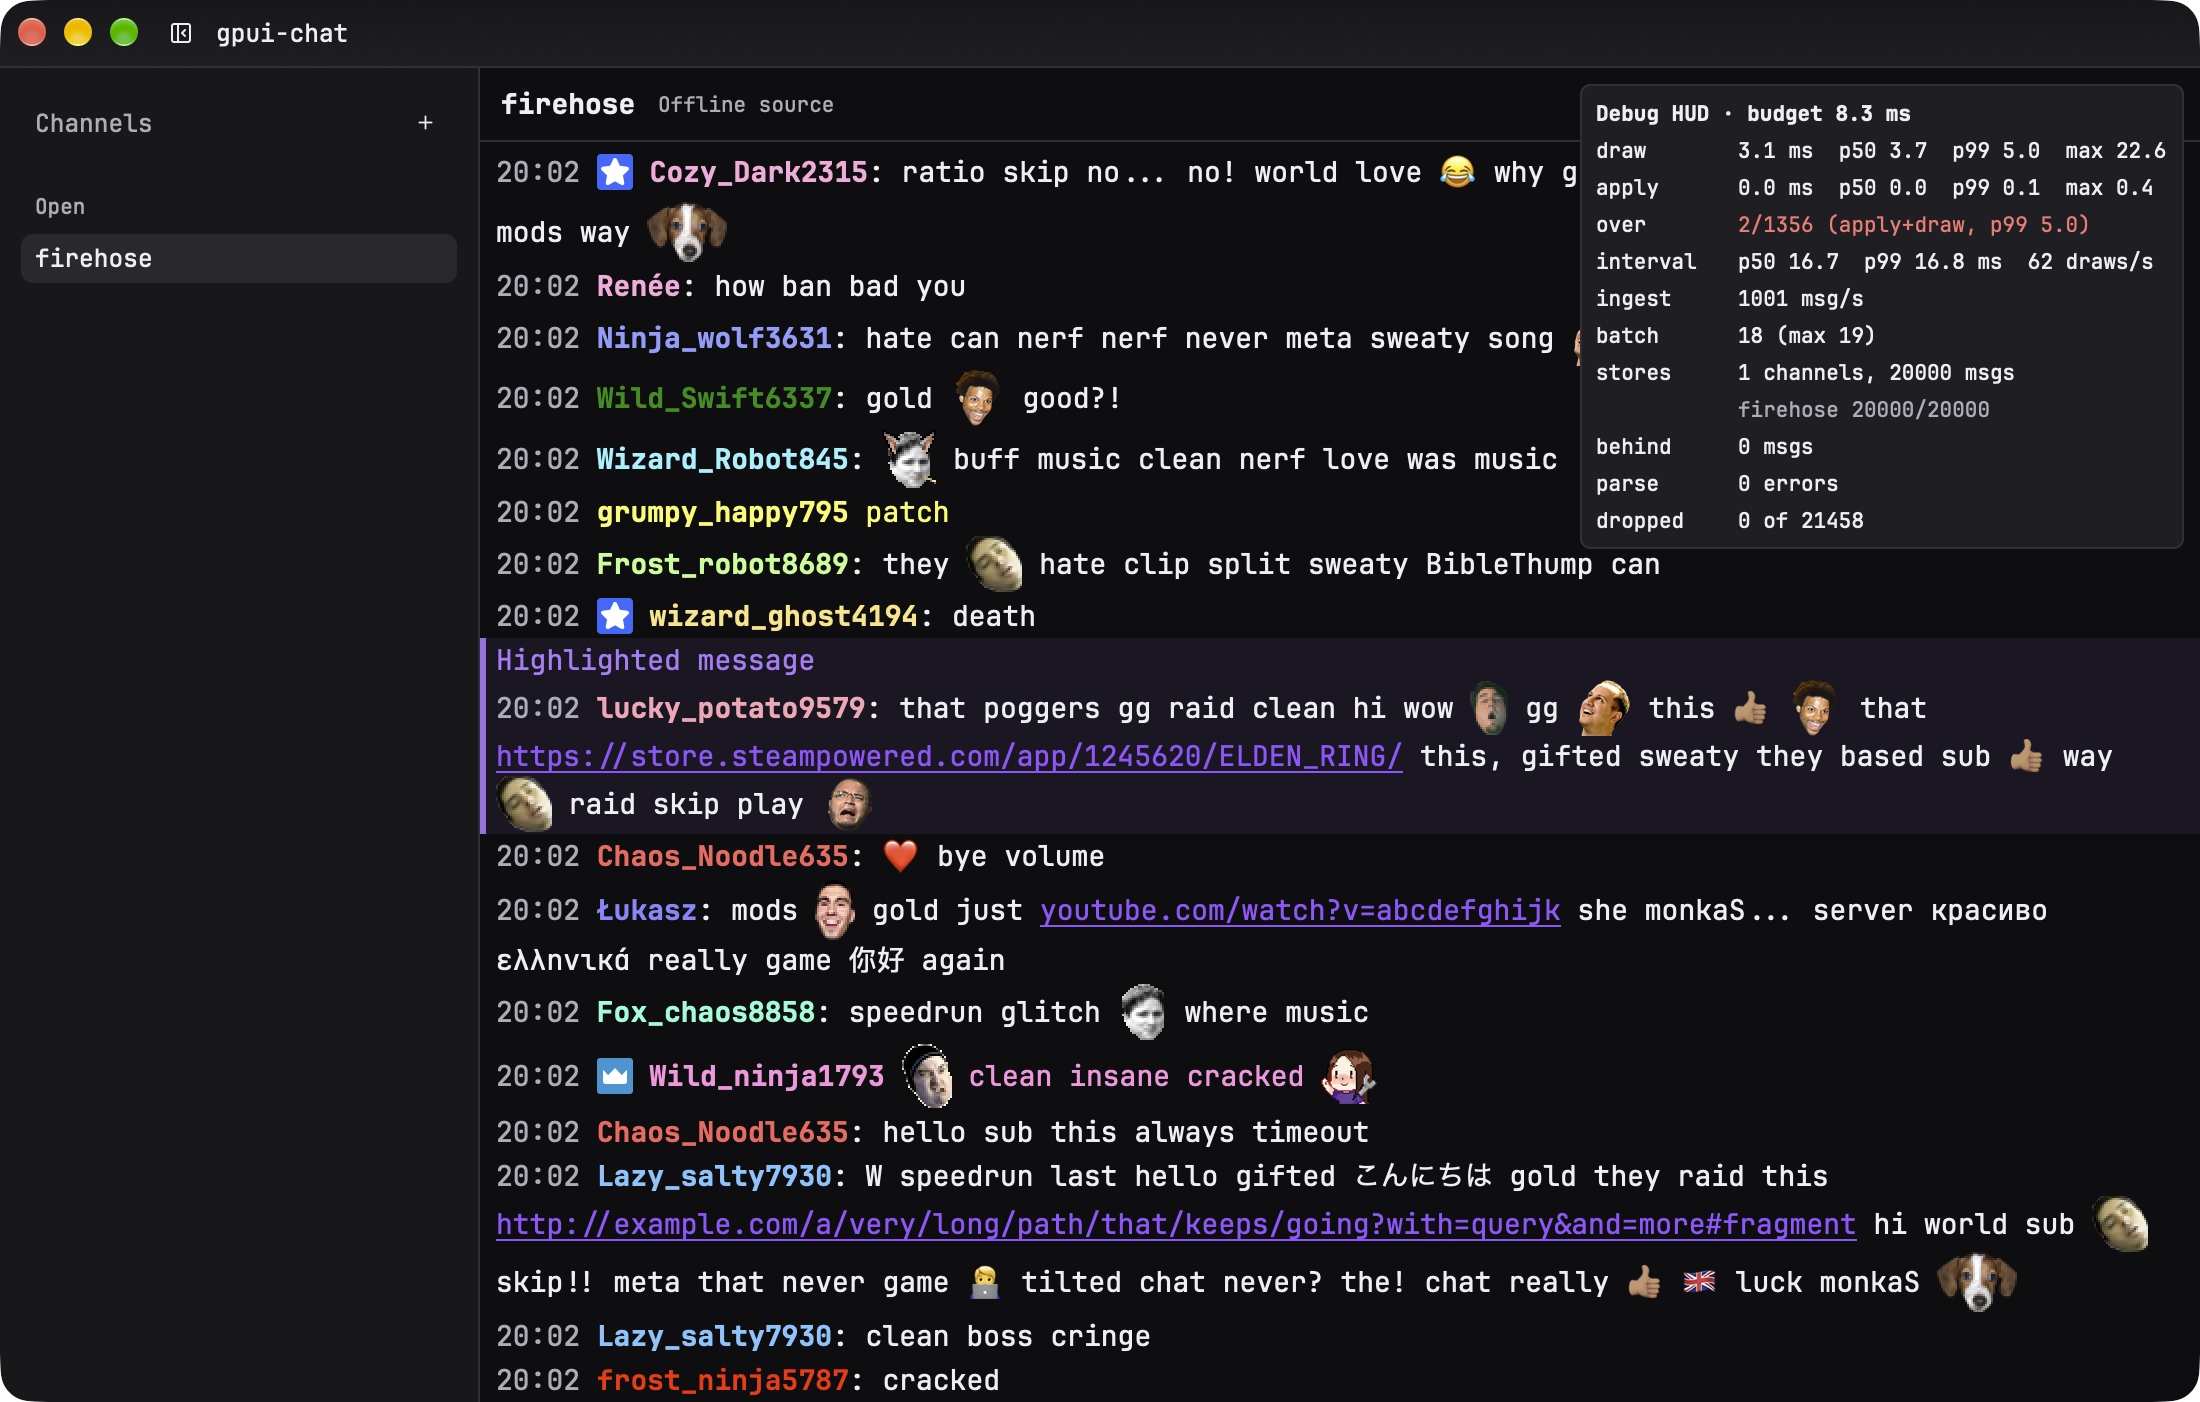 gpui-chat
Channels +
Open
firehose
firehose Offline source
20:02 Cozy_Dark2315: ratio skip no... no! world love 😂 why g
mods way
20:02 Renée: how ban bad you
20:02 Ninja_wolf3631: hate can nerf nerf never meta sweaty song
20:02 Wild_Swift6337: gold good?!
20:02 Wizard_Robot845: buff music clean nerf love was music
20:02 grumpy_happy795 patch
20:02 Frost_robot8689: they hate clip split sweaty BibleThump can
20:02 wizard_ghost4194: death
Highlighted message
20:02 lucky_potato9579: that poggers gg raid clean hi wow gg this 👍🏽 that
https://store.steampowered.com/app/1245620/ELDEN_RING/ this, gifted sweaty they based sub 👍🏽 way
raid skip play
20:02 Chaos_Noodle635: ❤️ bye volume
20:02 Łukasz: mods gold just youtube.com/watch?v=abcdefghijk she monkaS... server красиво
ελληνικά really game 你好 again
20:02 Fox_chaos8858: speedrun glitch where music
20:02 Wild_ninja1793 clean insane cracked
20:02 Chaos_Noodle635: hello sub this always timeout
20:02 Lazy_salty7930: W speedrun last hello gifted こんにちは gold they raid this
http://example.com/a/very/long/path/that/keeps/going?with=query&and=more#fragment hi world sub
skip!! meta that never game 🧑‍💻 tilted chat never? the! chat really 👍🏽 🇬🇧 luck monkaS
20:02 Lazy_salty7930: clean boss cringe
20:02 frost_ninja5787: cracked
Debug HUD · budget 8.3 ms
draw 3.1 ms p50 3.7 p99 5.0 max 22.6
apply 0.0 ms p50 0.0 p99 0.1 max 0.4
over 2/1356 (apply+draw, p99 5.0)
interval p50 16.7 p99 16.8 ms 62 draws/s
ingest 1001 msg/s
batch 18 (max 19)
stores 1 channels, 20000 msgs
firehose 20000/20000
behind 0 msgs
parse 0 errors
dropped 0 of 21458